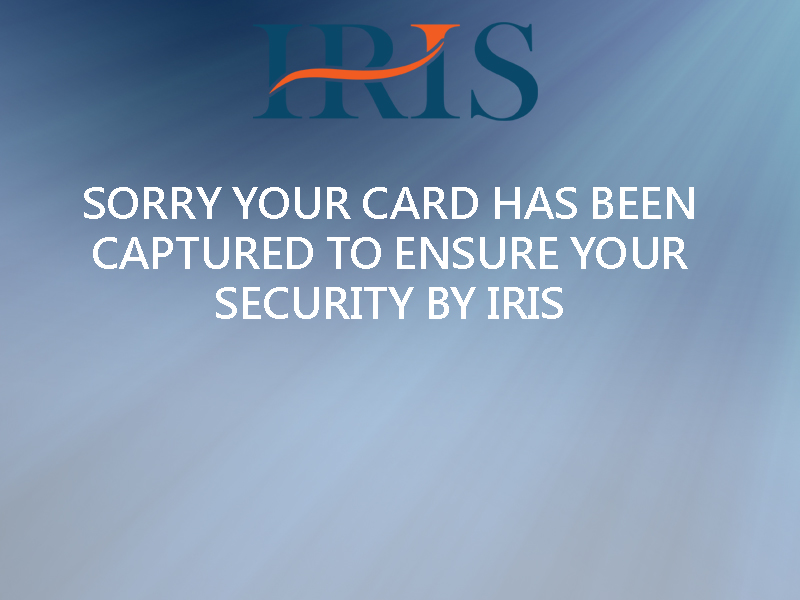 IRIS
SORRY YOUR CARD HAS BEEN
CAPTURED TO ENSURE YOUR
SECURITY BY IRIS